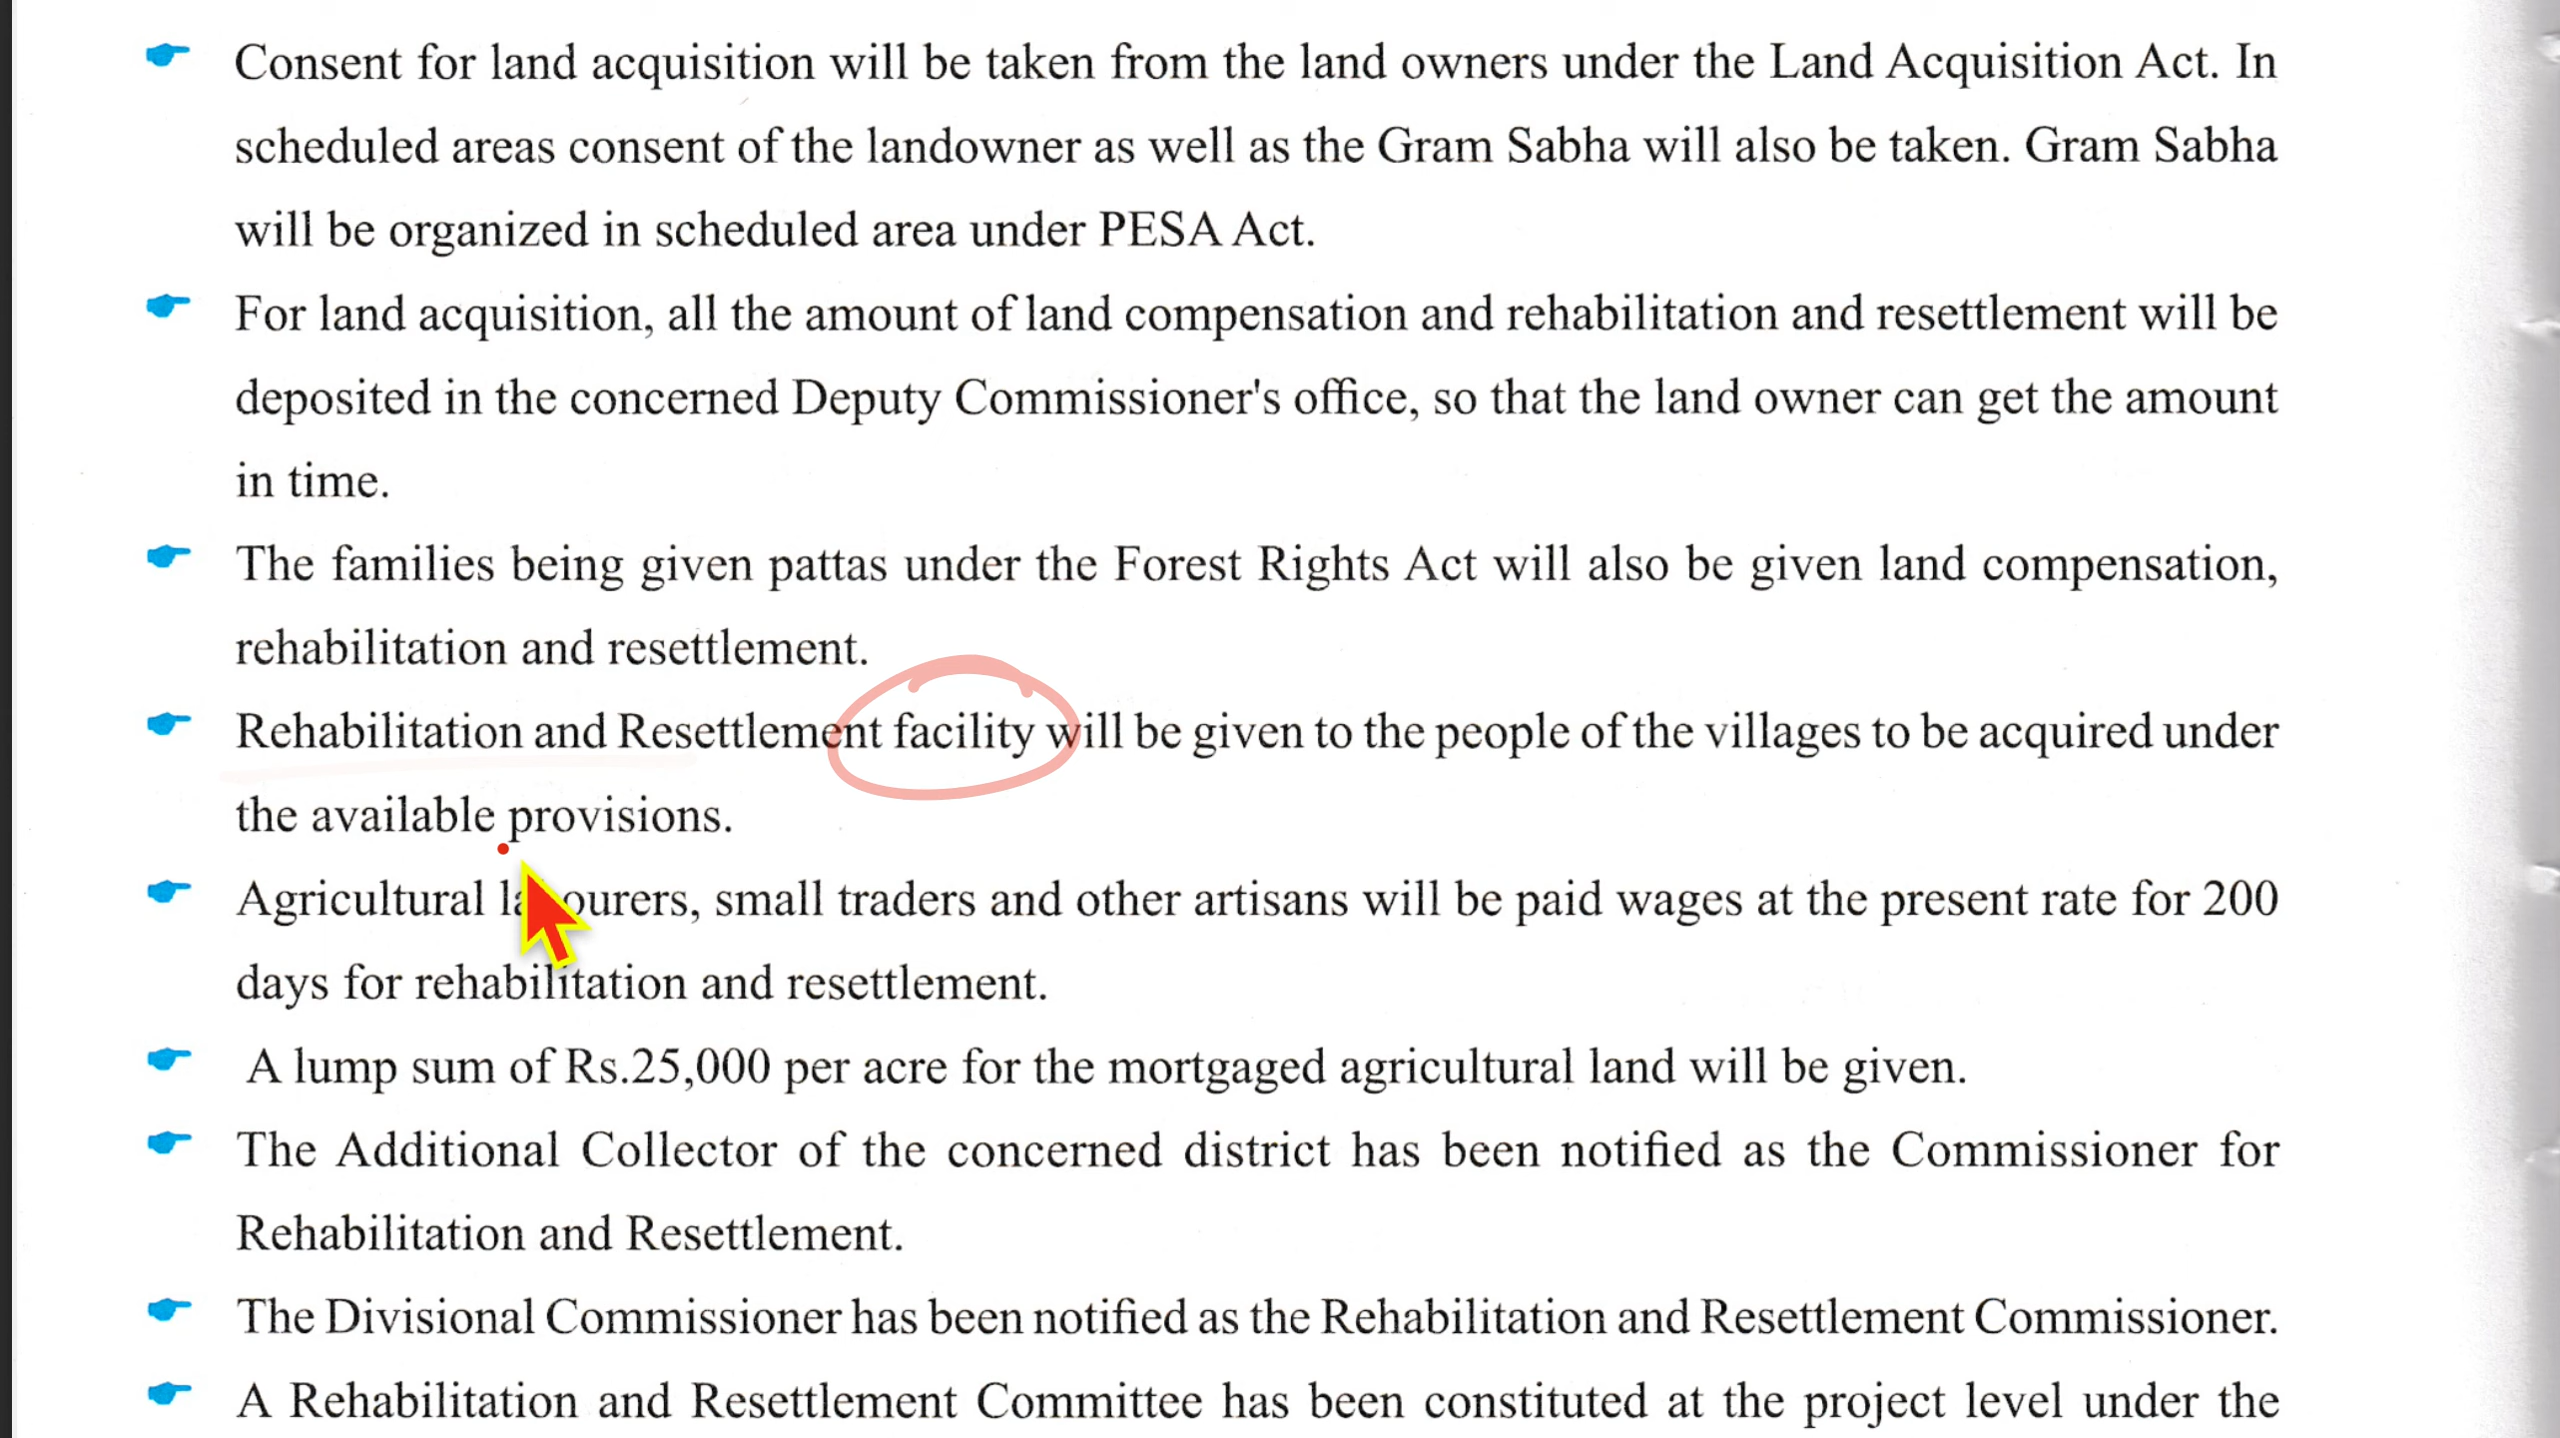 Consent for land acquisition will be taken from the land owners under the Land Acquisition Act. In
scheduled areas consent of the landowner as well as the Gram Sabha will also be taken. Gram Sabha
will be organized in scheduled area under PESA Act.
For land acquisition, all the amount of land compensation and rehabilitation and resettlement will be
deposited in the concerned Deputy Commissioner's office, so that the land owner can get the amount
in time.
The families being given pattas under the Forest Rights Act will also be given land compensation,
rehabilitation and resettlement.
Rehabilitation and Resettlement facility will be given to the people of the villages to be acquired under
the available provisions.
Agricultural labourers, small traders and other artisans will be paid wages at the present rate for 200
days for rehabilitation and resettlement.
A lump sum of Rs.25,000 per acre for the mortgaged agricultural land will be given.
The Additional Collector of the concerned district has been notified as the Commissioner for
Rehabilitation and Resettlement.
The Divisional Commissioner has been notified as the Rehabilitation and Resettlement Commissioner.
A Rehabilitation and Resettlement Committee has been constituted at the project level under the